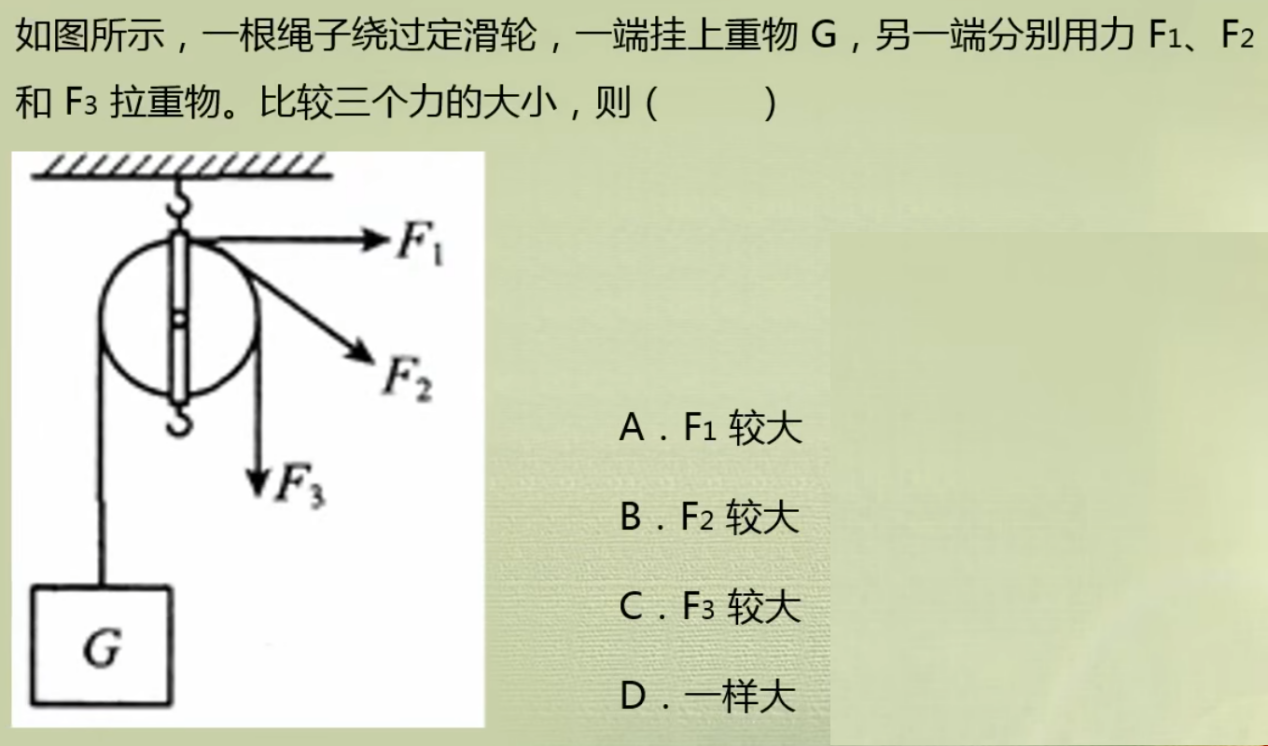 如图所示，一根绳子绕过定滑轮，一端挂上重物 G，另一端分别用力 F₁、F₂
和 F₃ 拉重物。比较三个力的大小，则（　　）
F₁
F₂
F₃
G
A．F₁ 较大
B．F₂ 较大
C．F₃ 较大
D．一样大